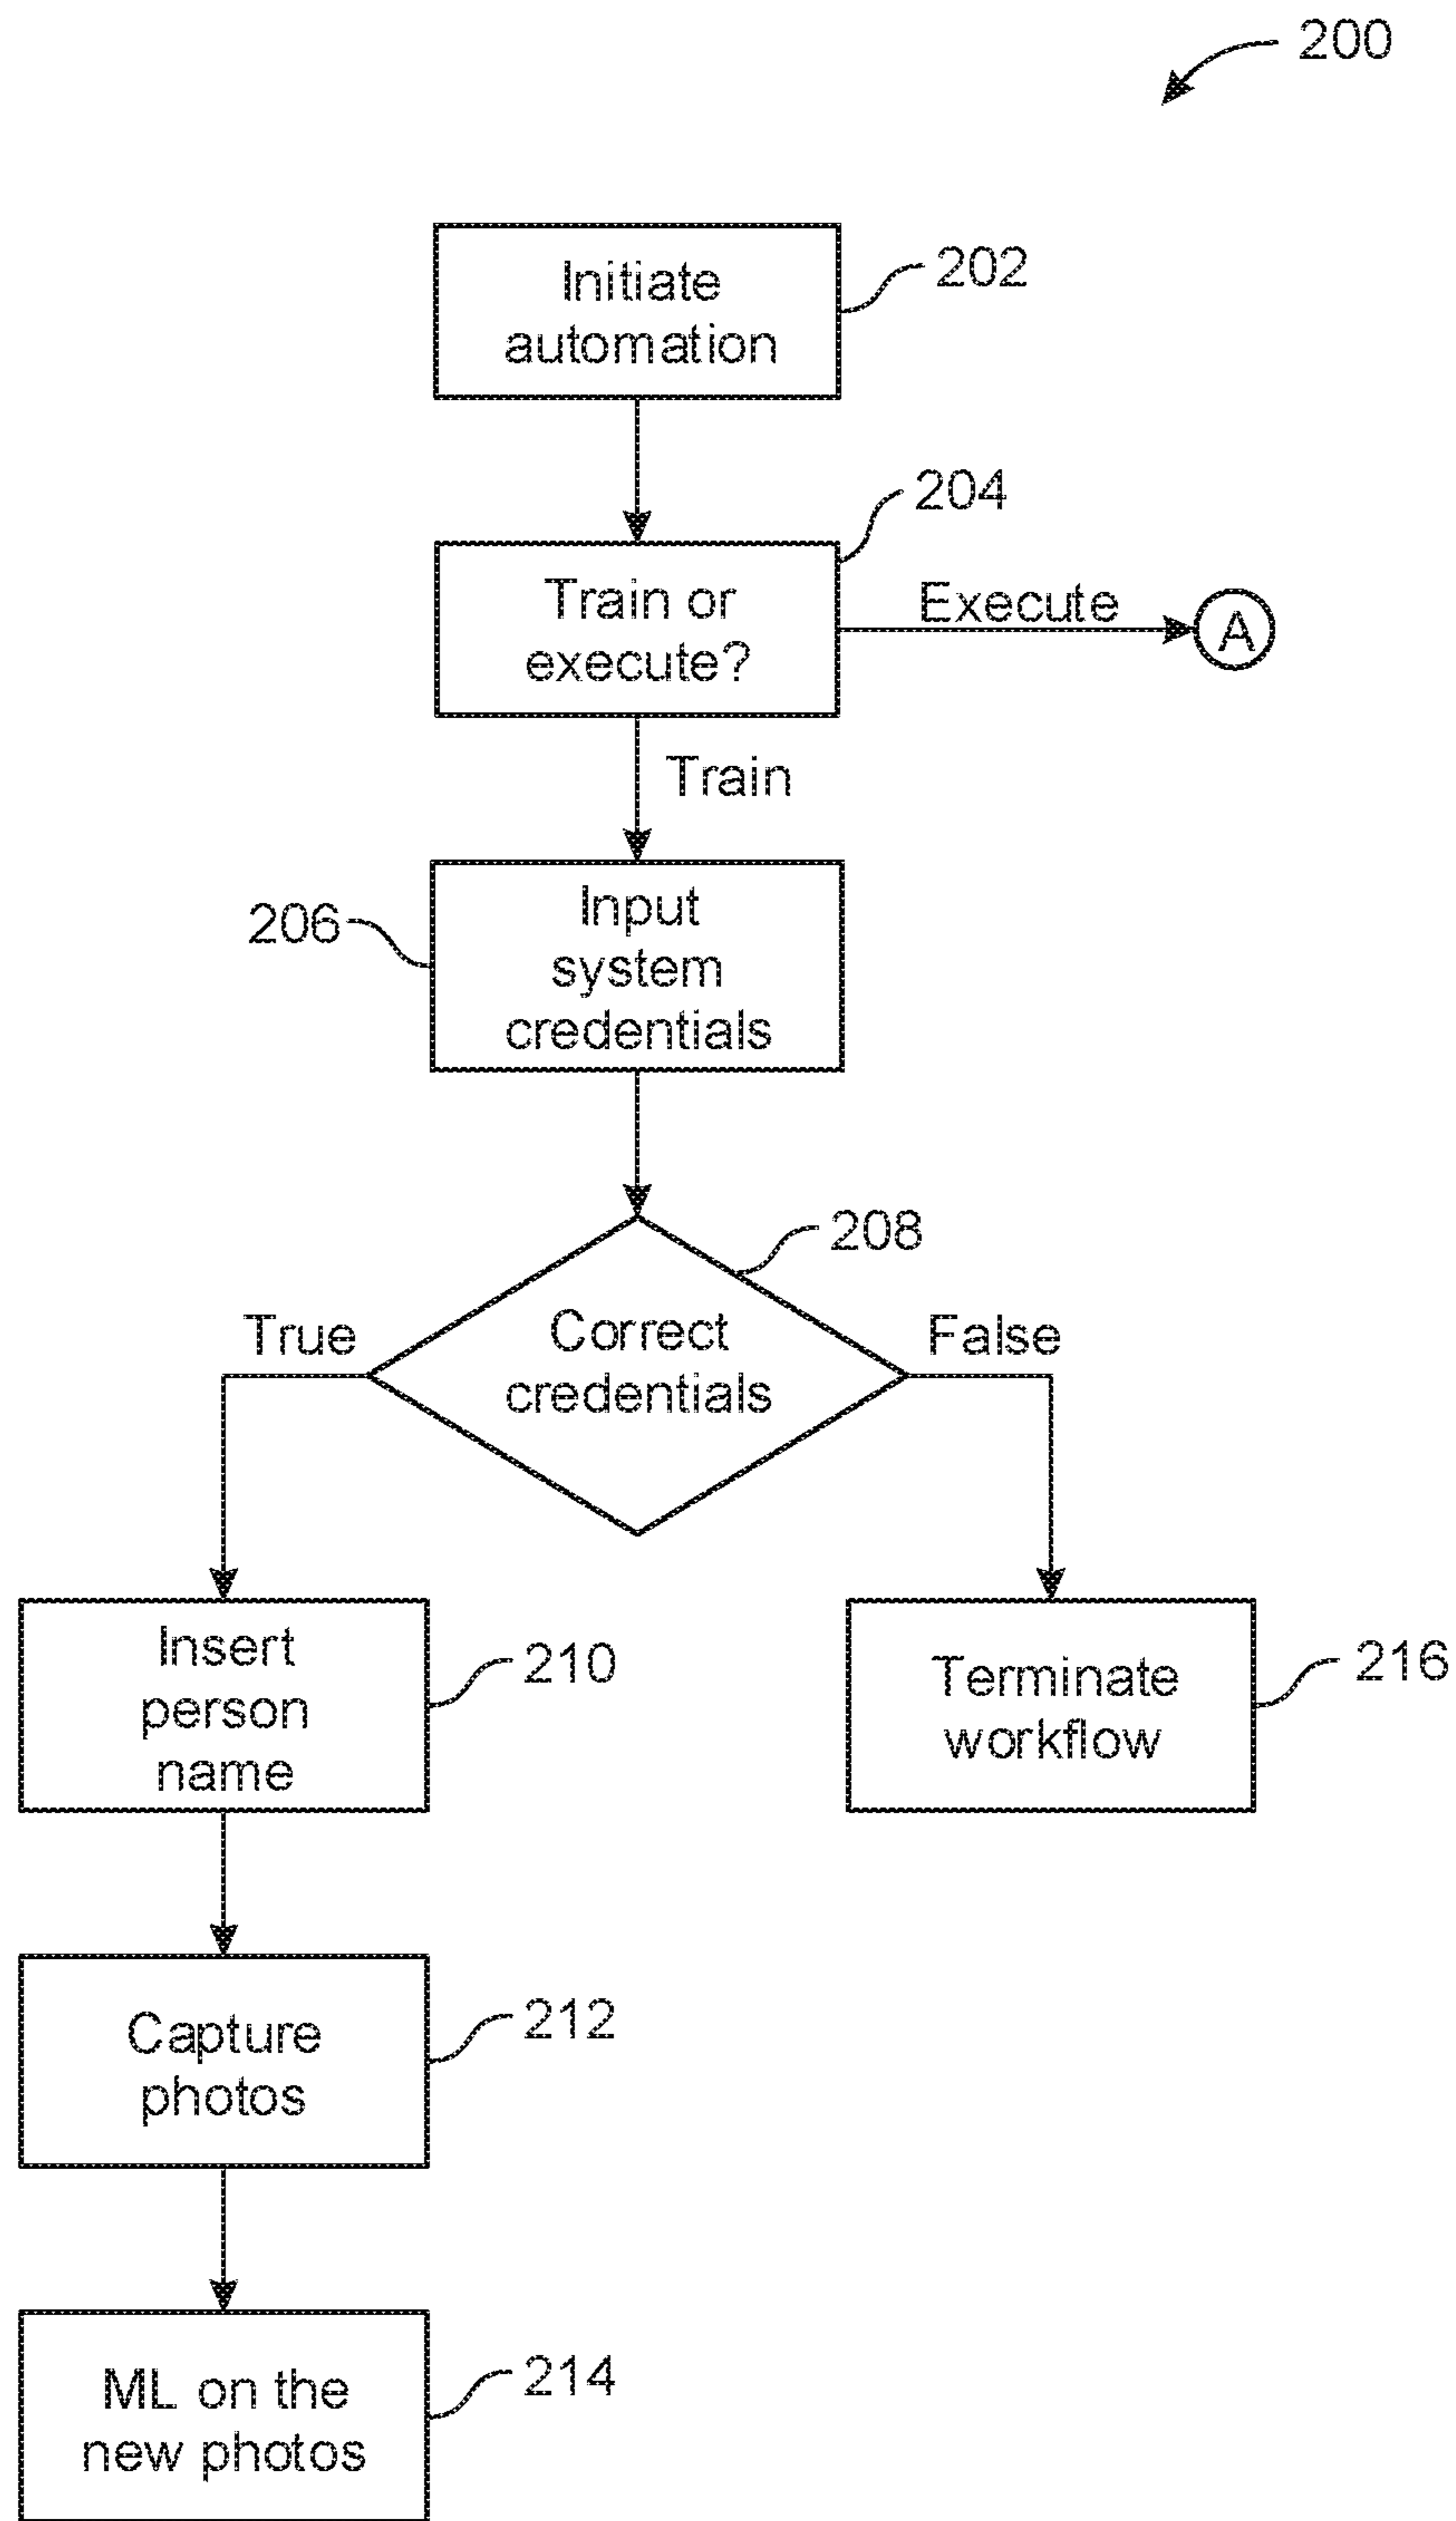 200
Initiate
automation
202
204
Train or
execute?
Execute
A
Train
206
Input
system
credentials
208
True
Correct
credentials
False
Insert
person
name
210
Terminate
workflow
216
Capture
photos
212
ML on the
new photos
214